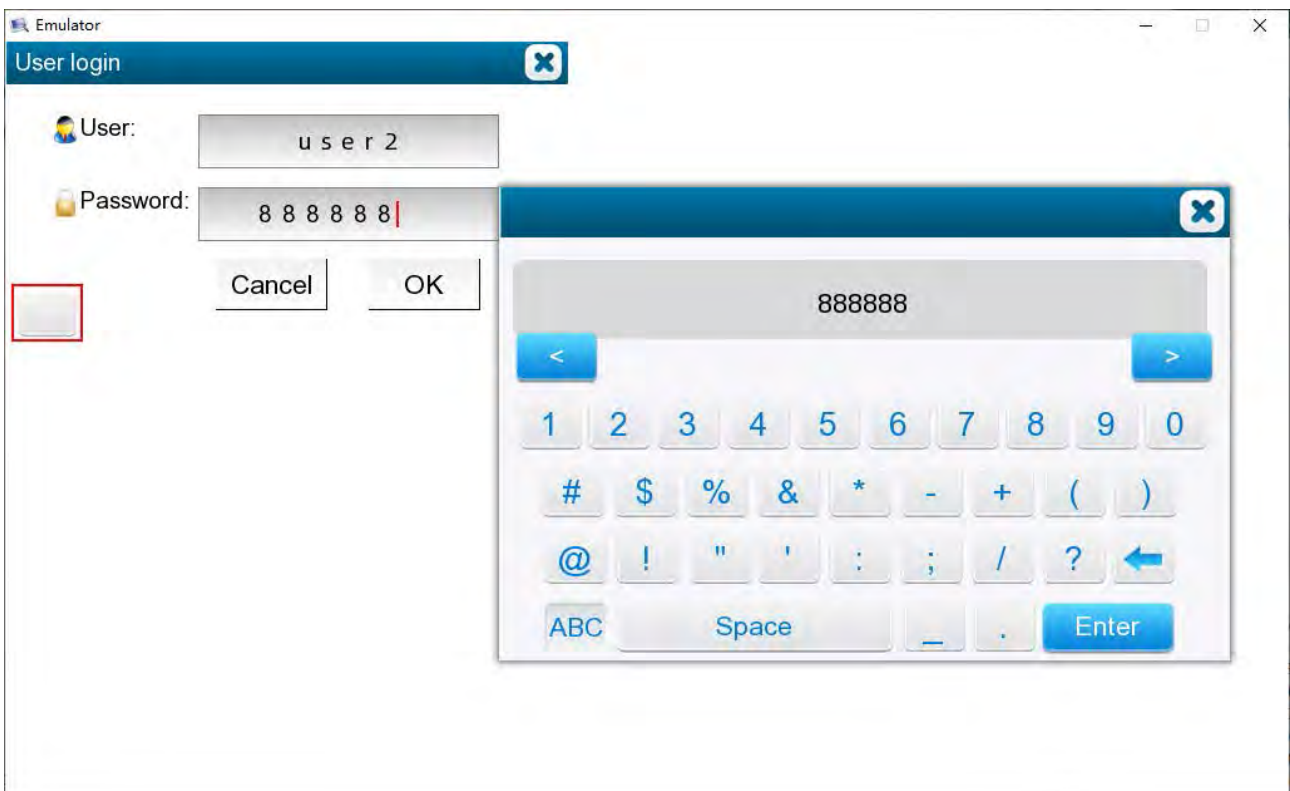 Emulator
User login
User:
user2
Password:
888888
Cancel OK
888888
< >
1 2 3 4 5 6 7 8 9 0
# $ % & * - + ( )
@ ! " ' : ; / ?
ABC Space _ . Enter